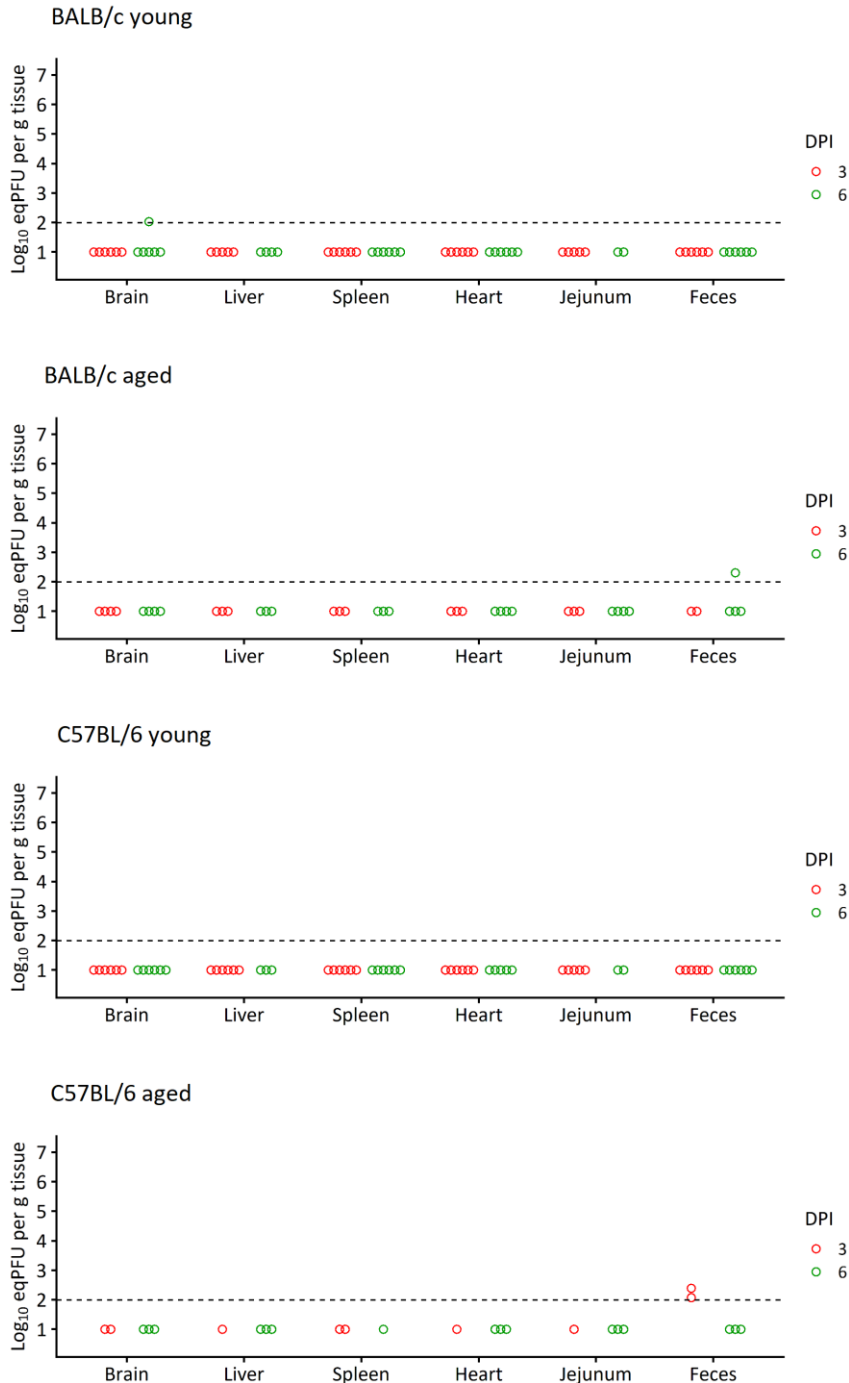 BALB/c young
Log₁₀ eqPFU per g tissue
7
6
5
4
3
2
1
Brain Liver Spleen Heart Jejunum Feces
DPI
3
6
BALB/c aged
Log₁₀ eqPFU per g tissue
7
6
5
4
3
2
1
Brain Liver Spleen Heart Jejunum Feces
DPI
3
6
C57BL/6 young
Log₁₀ eqPFU per g tissue
7
6
5
4
3
2
1
Brain Liver Spleen Heart Jejunum Feces
DPI
3
6
C57BL/6 aged
Log₁₀ eqPFU per g tissue
7
6
5
4
3
2
1
Brain Liver Spleen Heart Jejunum Feces
DPI
3
6